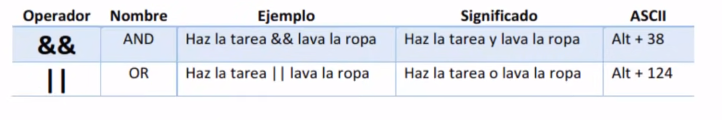 Operador Nombre Ejemplo Significado ASCII
&& AND Haz la tarea && lava la ropa Haz la tarea y lava la ropa Alt + 38
|| OR Haz la tarea || lava la ropa Haz la tarea o lava la ropa Alt + 124